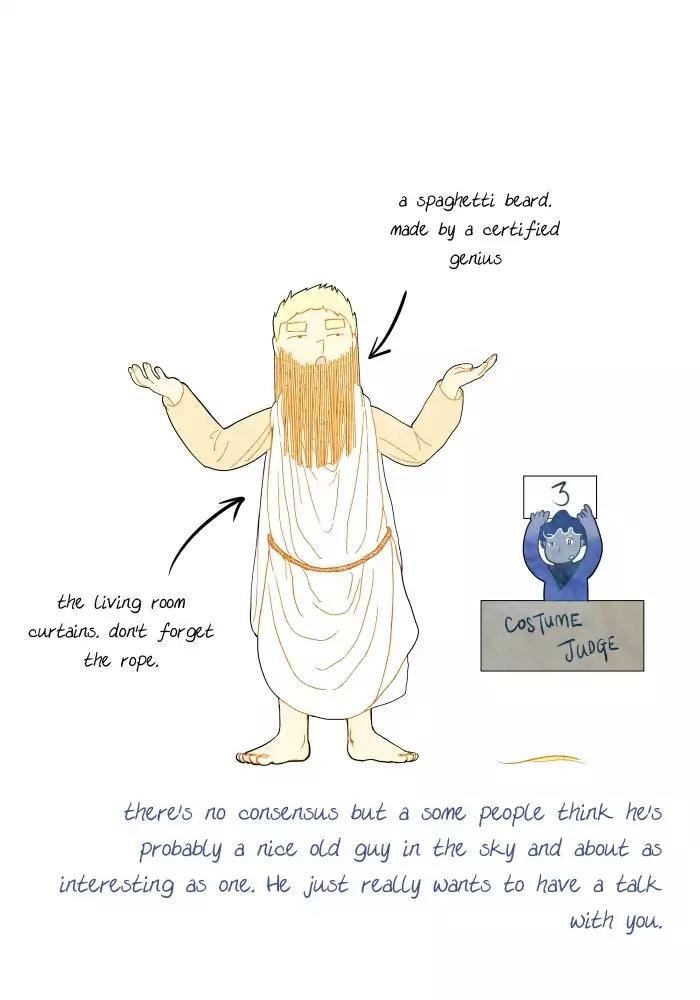 a spaghetti beard.
made by a certified
genius
3
COSTUME
JUDGE
the living room
curtains. don't forget
the rope.
there's no consensus but a some people think he's
probably a nice old guy in the sky and about as
interesting as one. He just really wants to have a talk
with you.